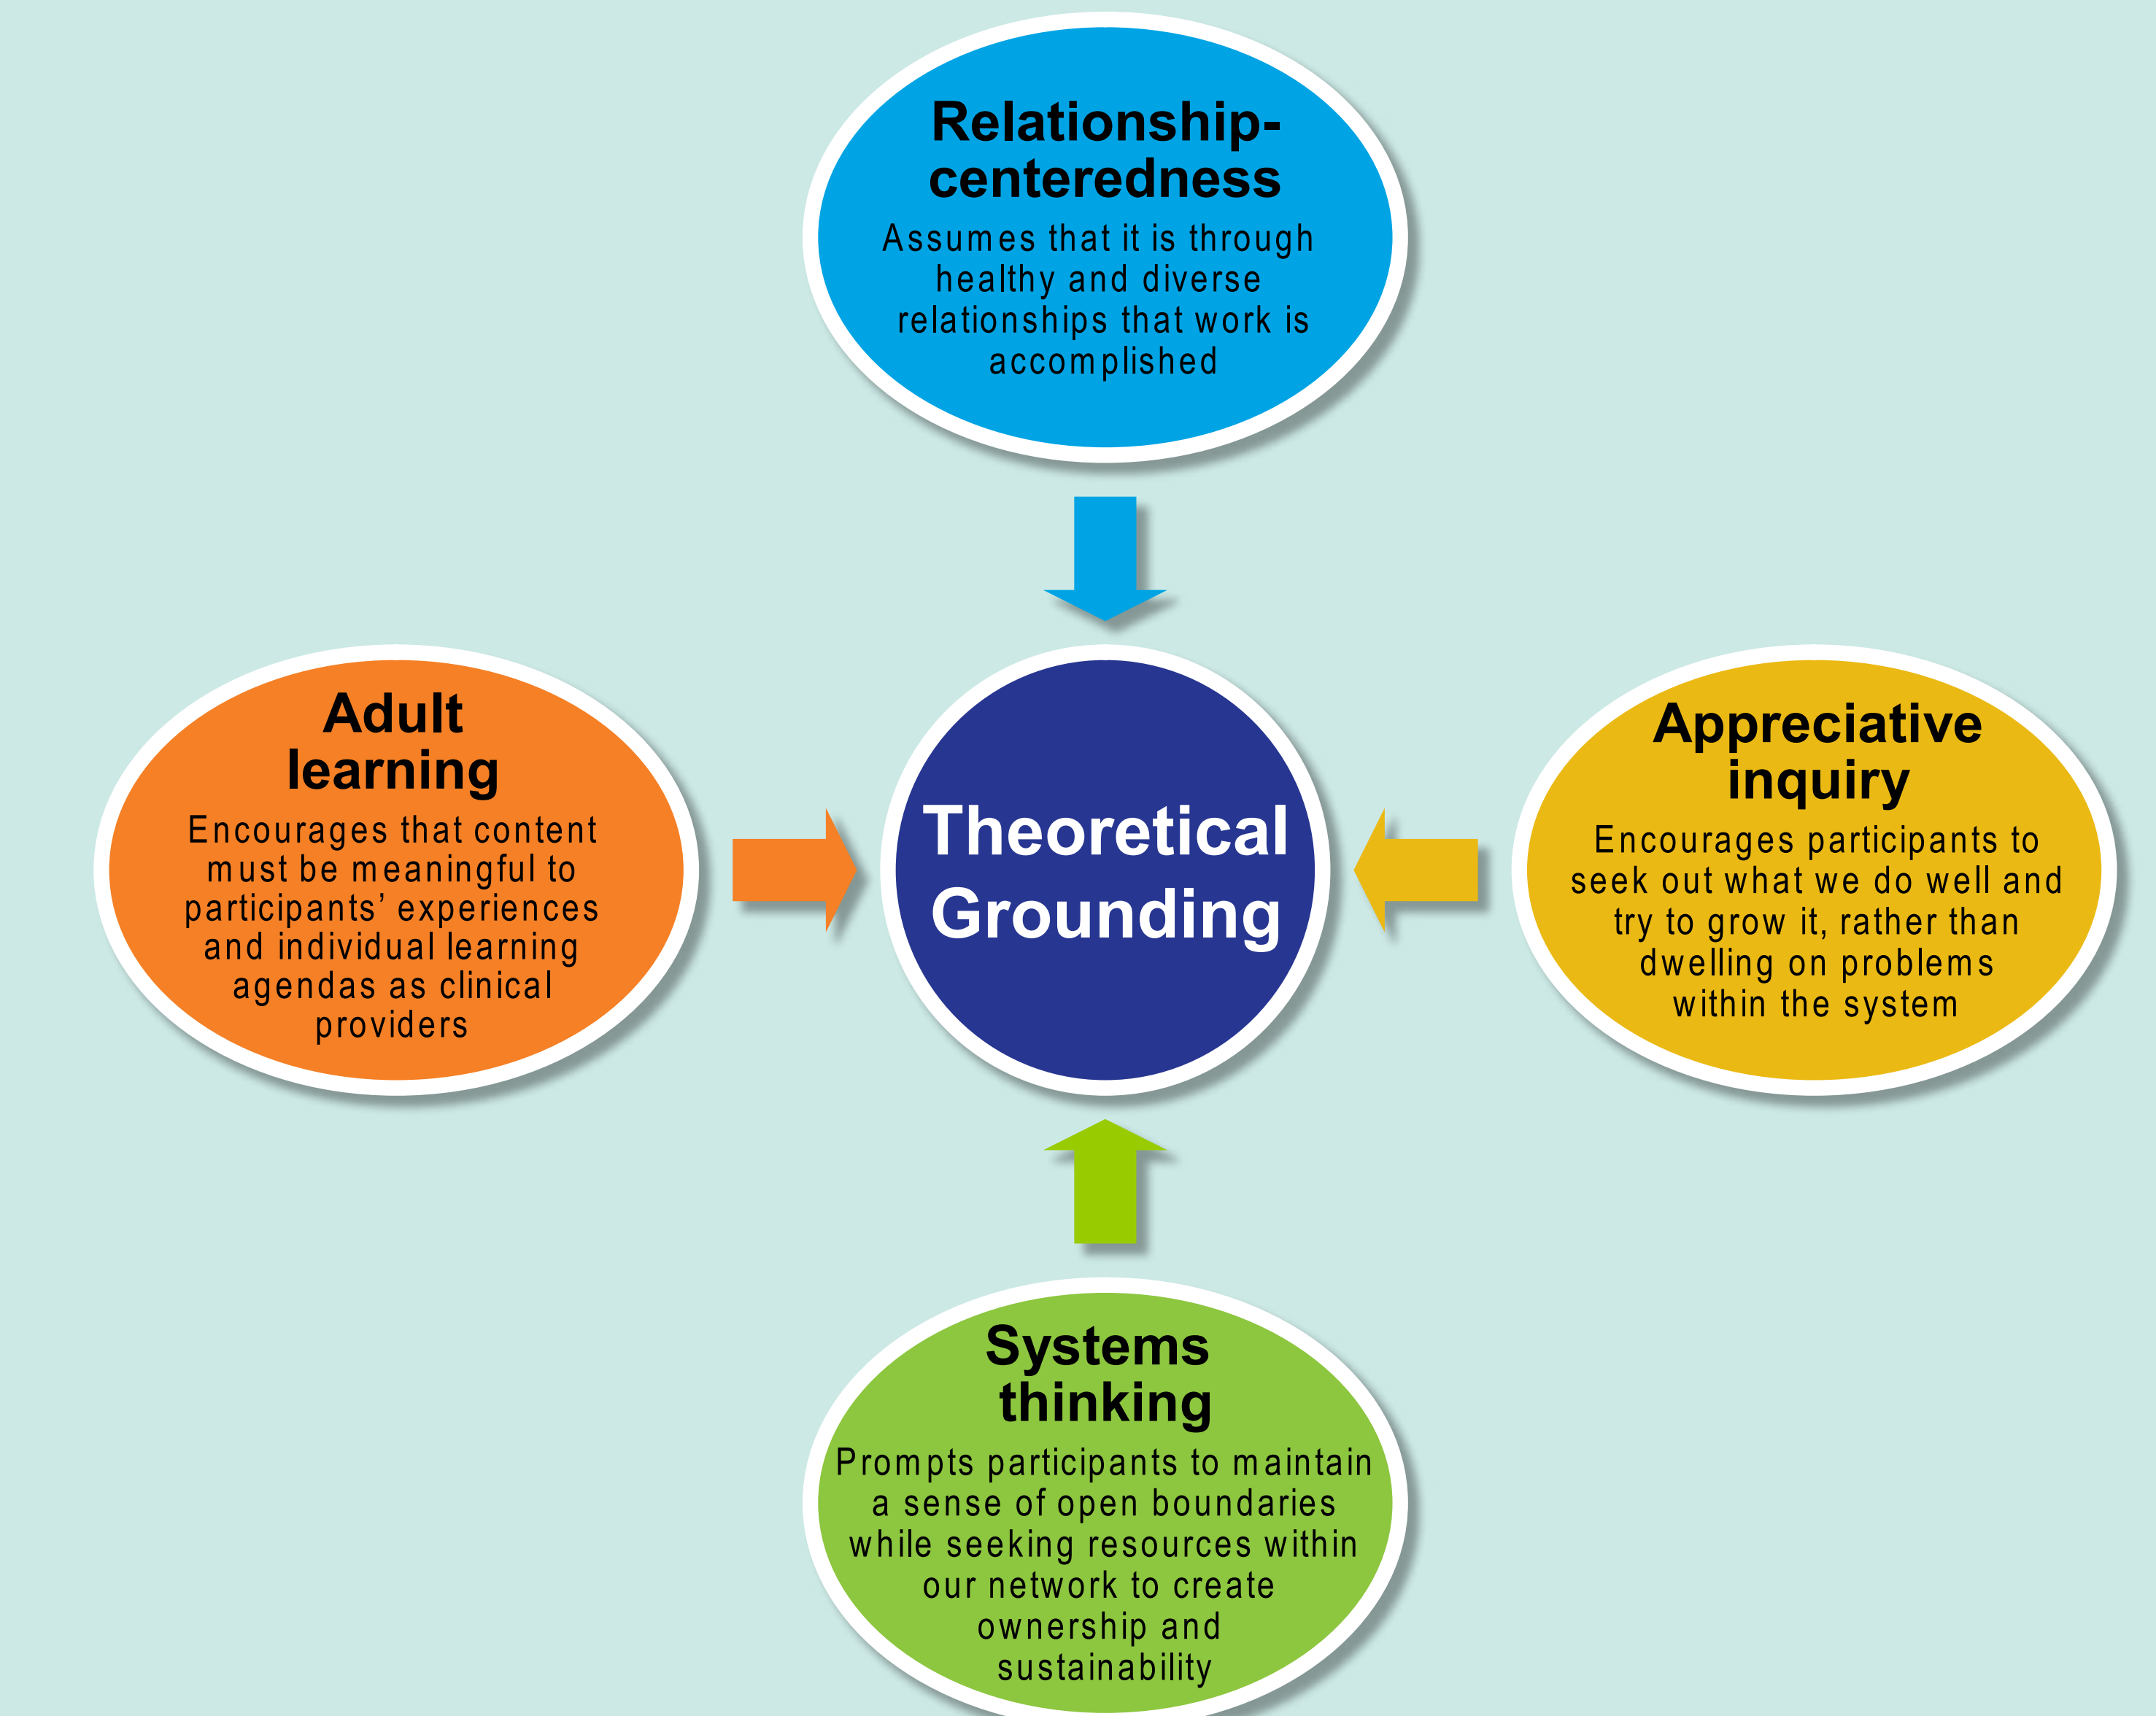 Relationship-
centeredness
Assumes that it is through
healthy and diverse
relationships that work is
accomplished
Adult
learning
Encourages that content
must be meaningful to
participants’ experiences
and individual learning
agendas as clinical
providers
Theoretical
Grounding
Appreciative
inquiry
Encourages participants to
seek out what we do well and
try to grow it, rather than
dwelling on problems
within the system
Systems
thinking
Prompts participants to maintain
a sense of open boundaries
while seeking resources within
our network to create
ownership and
sustainability